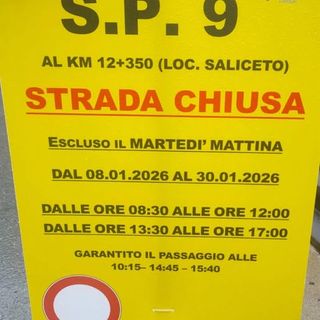 S.P. 9
AL KM 12+350 (LOC. SALICETO)
STRADA CHIUSA
ESCLUSO IL MARTEDI' MATTINA
DAL 08.01.2026 AL 30.01.2026
DALLE ORE 08:30 ALLE ORE 12:00
DALLE ORE 13:30 ALLE ORE 17:00
GARANTITO IL PASSAGGIO ALLE
10:15– 14:45 – 15:40